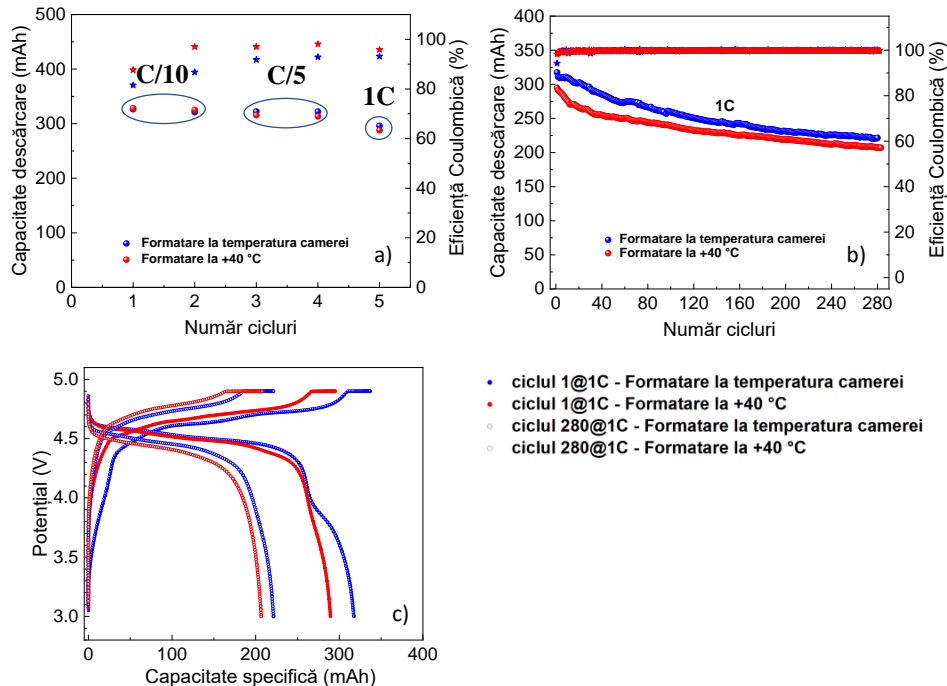 Capacitate descărcare (mAh)
500
400
300
200
100
0
C/10
C/5
1C
Formatare la temperatura camerei
Formatare la +40 °C
a)
0
1
2
3
4
5
Număr cicluri
100
80
60
40
20
0
Eficiență Coulombică (%)
Capacitate descărcare (mAh)
400
350
300
250
200
150
100
50
0
1C
Formatare la temperatura camerei
Formatare la +40 °C
b)
0
40
80
120
160
200
240
280
Număr cicluri
100
80
60
40
20
0
Eficiență Coulombică (%)
Potențial (V)
5.0
4.5
4.0
3.5
3.0
c)
0
100
200
300
400
Capacitate specifică (mAh)
ciclul 1@1C - Formatare la temperatura camerei
ciclul 1@1C - Formatare la +40 °C
ciclul 280@1C - Formatare la temperatura camerei
ciclul 280@1C - Formatare la +40 °C